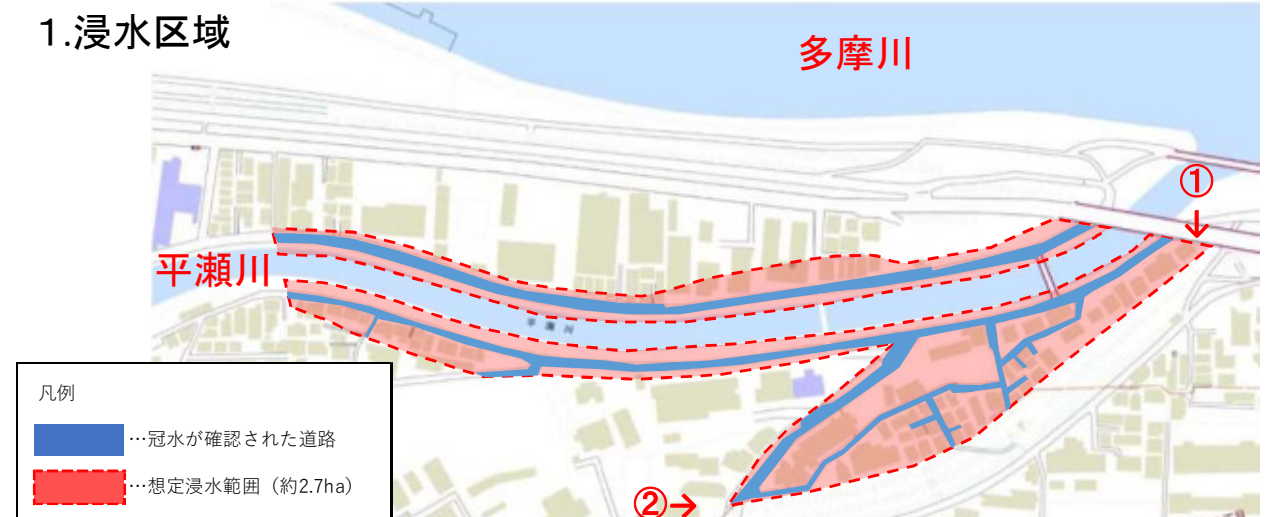 1.浸水区域
多摩川
①
↓
平瀬川
平瀬川
凡例
…冠水が確認された道路
…想定浸水範囲（約2.7ha）
②→